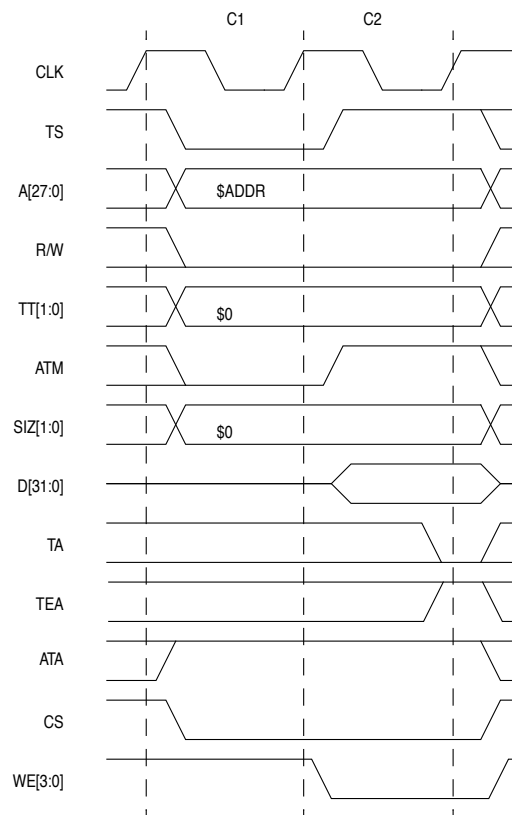 C1 C2
CLK
TS
A[27:0] $ADDR
R/W
TT[1:0] $0
ATM
SIZ[1:0] $0
D[31:0]
TA
TEA
ATA
CS
WE[3:0]